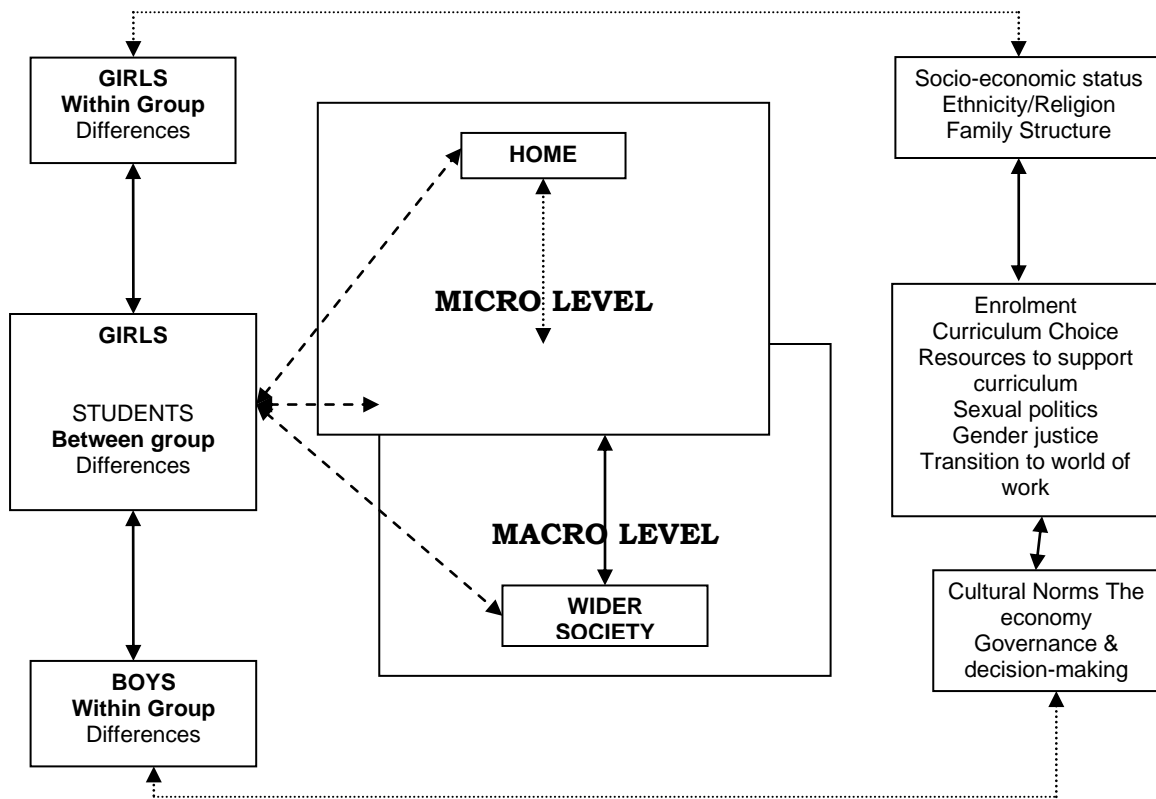 GIRLS
Within Group
Differences
GIRLS
STUDENTS
Between group
Differences
BOYS
Within Group
Differences
HOME
MICRO LEVEL
MACRO LEVEL
WIDER
SOCIETY
Socio-economic status
Ethnicity/Religion
Family Structure
Enrolment
Curriculum Choice
Resources to support
curriculum
Sexual politics
Gender justice
Transition to world of
work
Cultural Norms The
economy
Governance &
decision-making